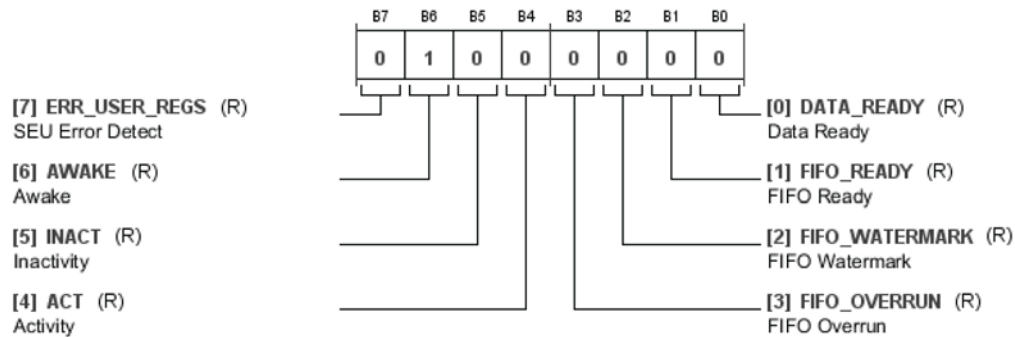 B7 B6 B5 B4 B3 B2 B1 B0
0 1 0 0 0 0 0 0
[7] ERR_USER_REGS (R)
SEU Error Detect
[6] AWAKE (R)
Awake
[5] INACT (R)
Inactivity
[4] ACT (R)
Activity
[0] DATA_READY (R)
Data Ready
[1] FIFO_READY (R)
FIFO Ready
[2] FIFO_WATERMARK (R)
FIFO Watermark
[3] FIFO_OVERRUN (R)
FIFO Overrun